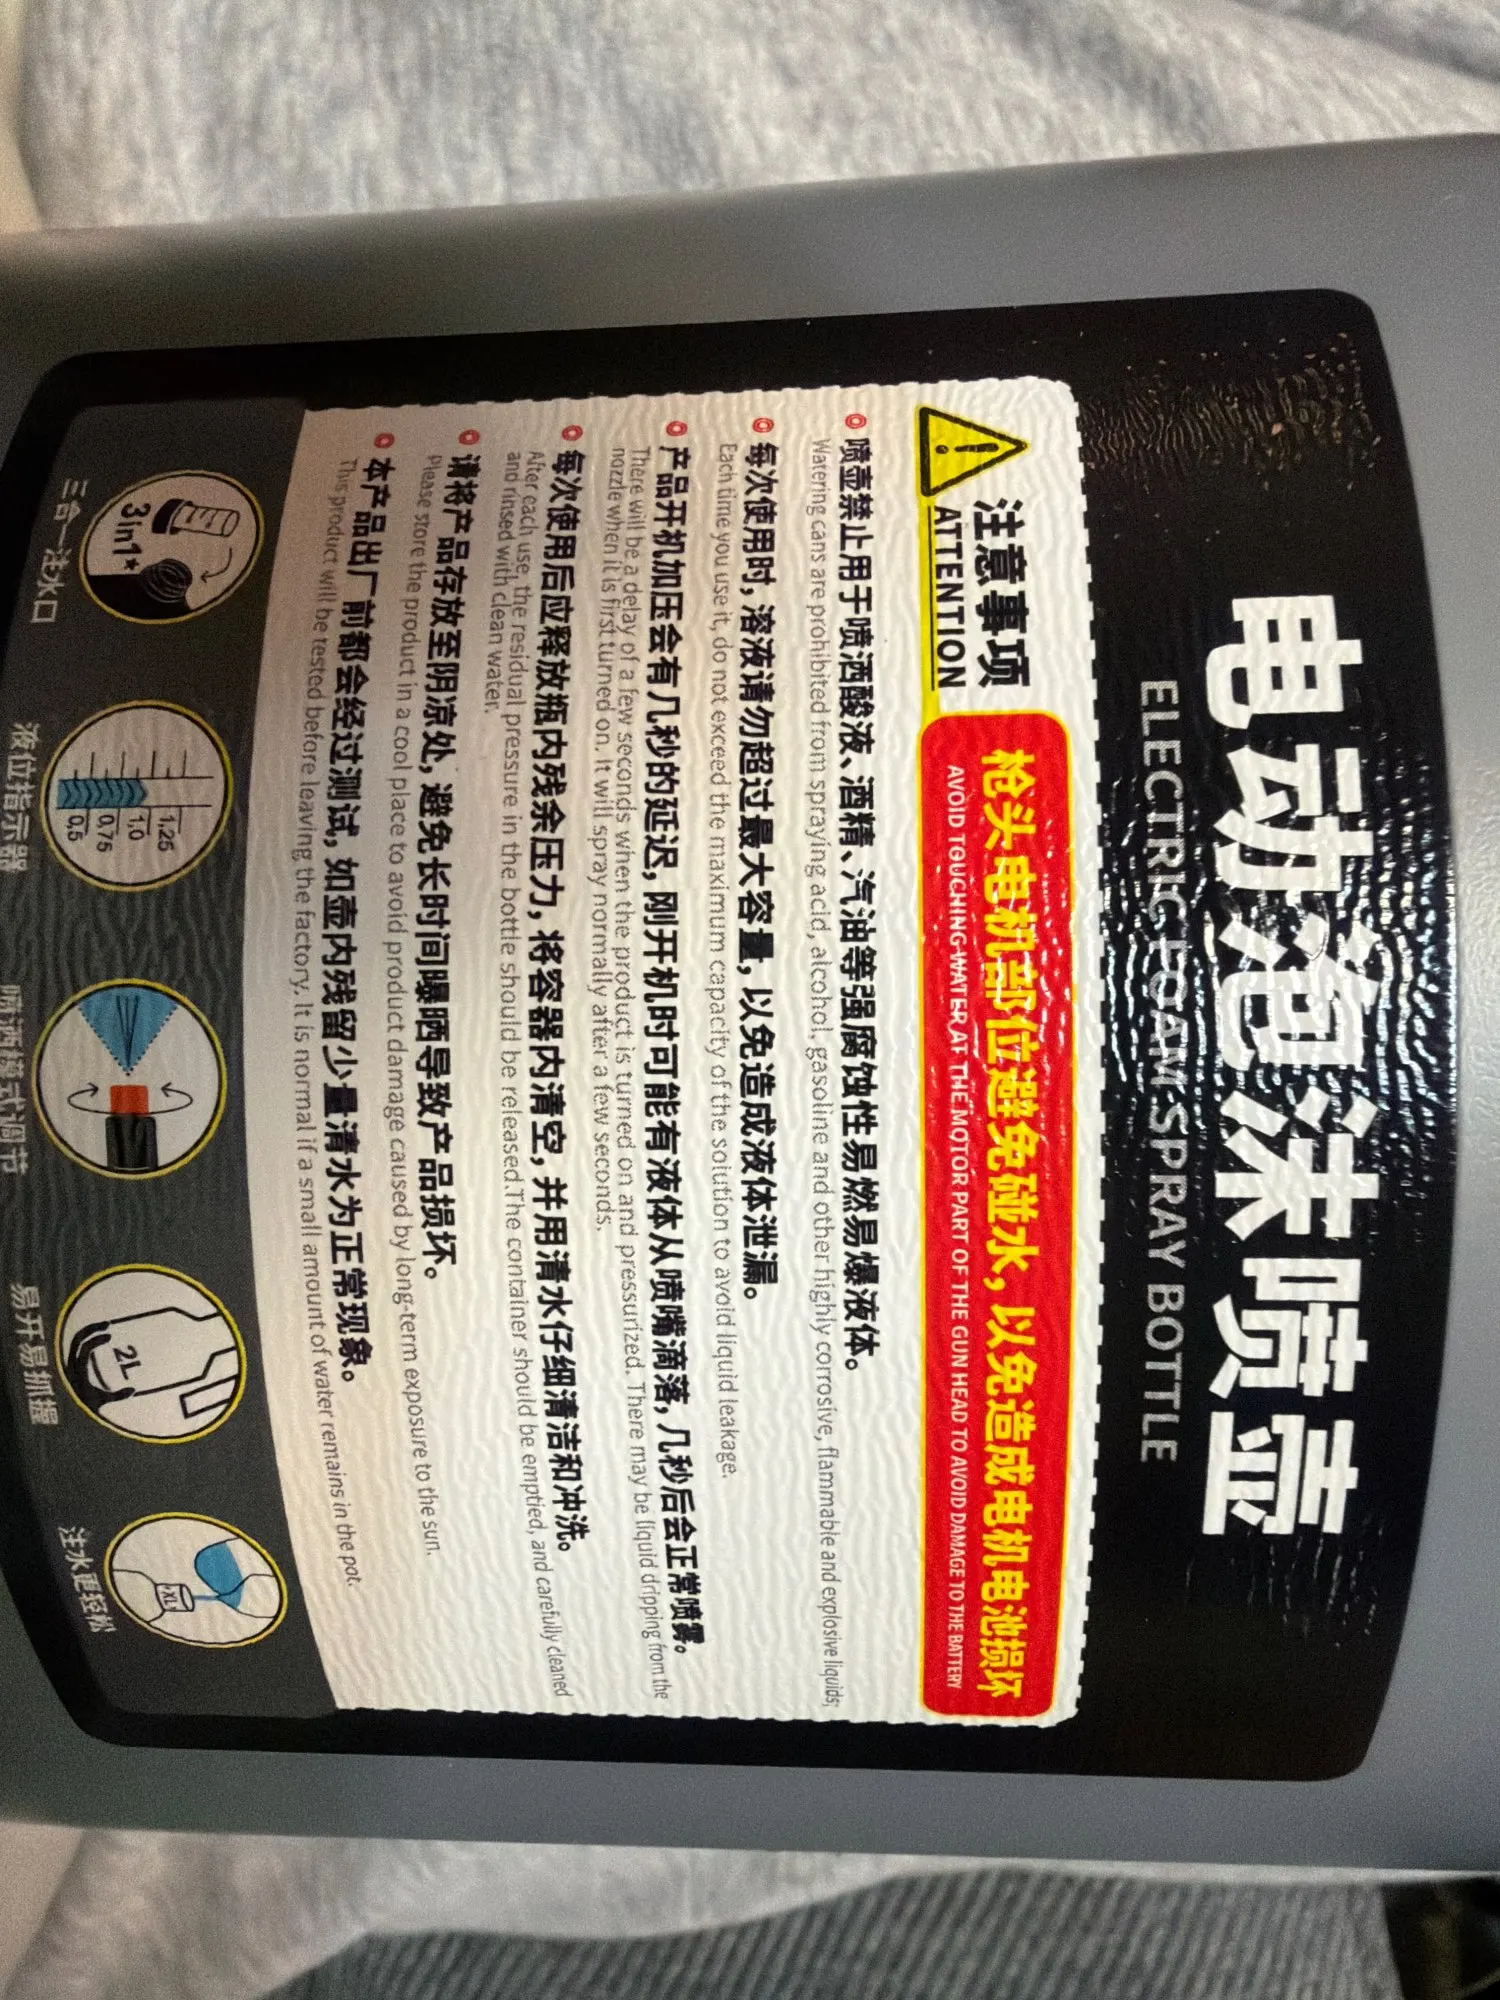 电动泡沫喷壶
ELECTRIC FOAM SPRAY BOTTLE
注意事项
ATTENTION
枪头电机部位避免碰水，以免造成电机电池损坏
AVOID TOUCHING WATER AT THE MOTOR PART OF THE GUN HEAD TO AVOID DAMAGE TO THE BATTERY
喷壶禁止用于喷洒酸液、酒精、汽油等强腐蚀性易燃易爆液体。
Watering cans are prohibited from spraying acid, alcohol, gasoline and other highly corrosive, flammable and explosive liquids;
每次使用时，溶液请勿超过最大容量，以免造成液体泄漏。
Each time you use it, do not exceed the maximum capacity of the solution to avoid liquid leakage.
产品开机加压会有几秒的延迟，刚开机时可能有液体从喷嘴滴落，几秒后会正常喷雾。
There will be a delay of a few seconds when the product is turned on and pressurized. There may be liquid dripping from the
nozzle when it is first turned on. It will spray normally after a few seconds.
每次使用后应释放瓶内残余压力，将容器内清空，并用清水仔细清洁和冲洗。
After each use, the residual pressure in the bottle should be released.The container should be emptied, and carefully cleaned
and rinsed with clean water.
请将产品存放至阴凉处，避免长时间曝晒导致产品损坏。
Please store the product in a cool place to avoid product damage caused by long-term exposure to the sun.
本产品出厂前都会经过测试，如壶内残留少量清水为正常现象。
This product will be tested before leaving the factory. It is normal if a small amount of water remains in the pot.
3in1*
1.25
1.0
0.75
0.5
2L
XL
三合一注水口
液位指示器
喷洒模式调节
易开易抓握
注水更轻松